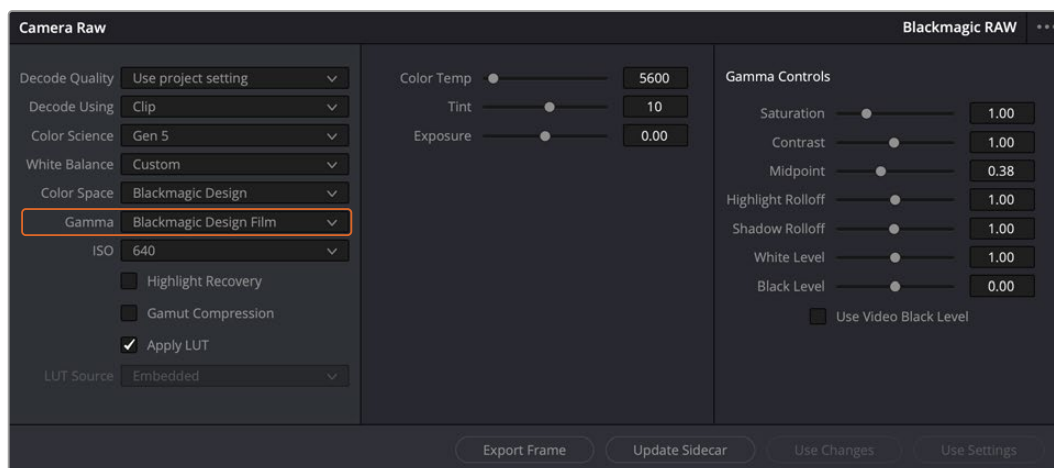 Camera Raw
Blackmagic RAW
Decode Quality Use project setting
Decode Using Clip
Color Science Gen 5
White Balance Custom
Color Space Blackmagic Design
Gamma Blackmagic Design Film
ISO 640
Highlight Recovery
Gamut Compression
Apply LUT
LUT Source Embedded
Color Temp 5600
Tint 10
Exposure 0.00
Gamma Controls
Saturation 1.00
Contrast 1.00
Midpoint 0.38
Highlight Rolloff 1.00
Shadow Rolloff 1.00
White Level 1.00
Black Level 0.00
Use Video Black Level
Export Frame
Update Sidecar
Use Changes
Use Settings